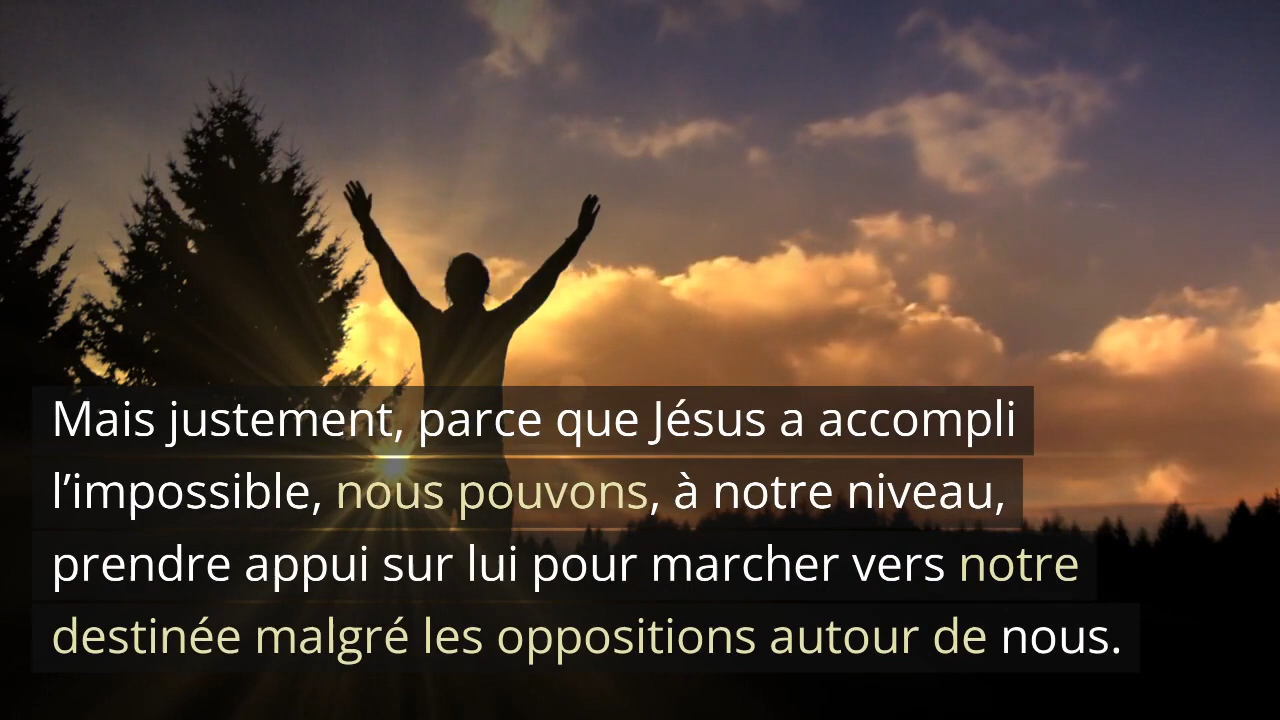 Mais justement, parce que Jésus a accompli
l’impossible, nous pouvons, à notre niveau,
prendre appui sur lui pour marcher vers notre
destinée malgré les oppositions autour de nous.